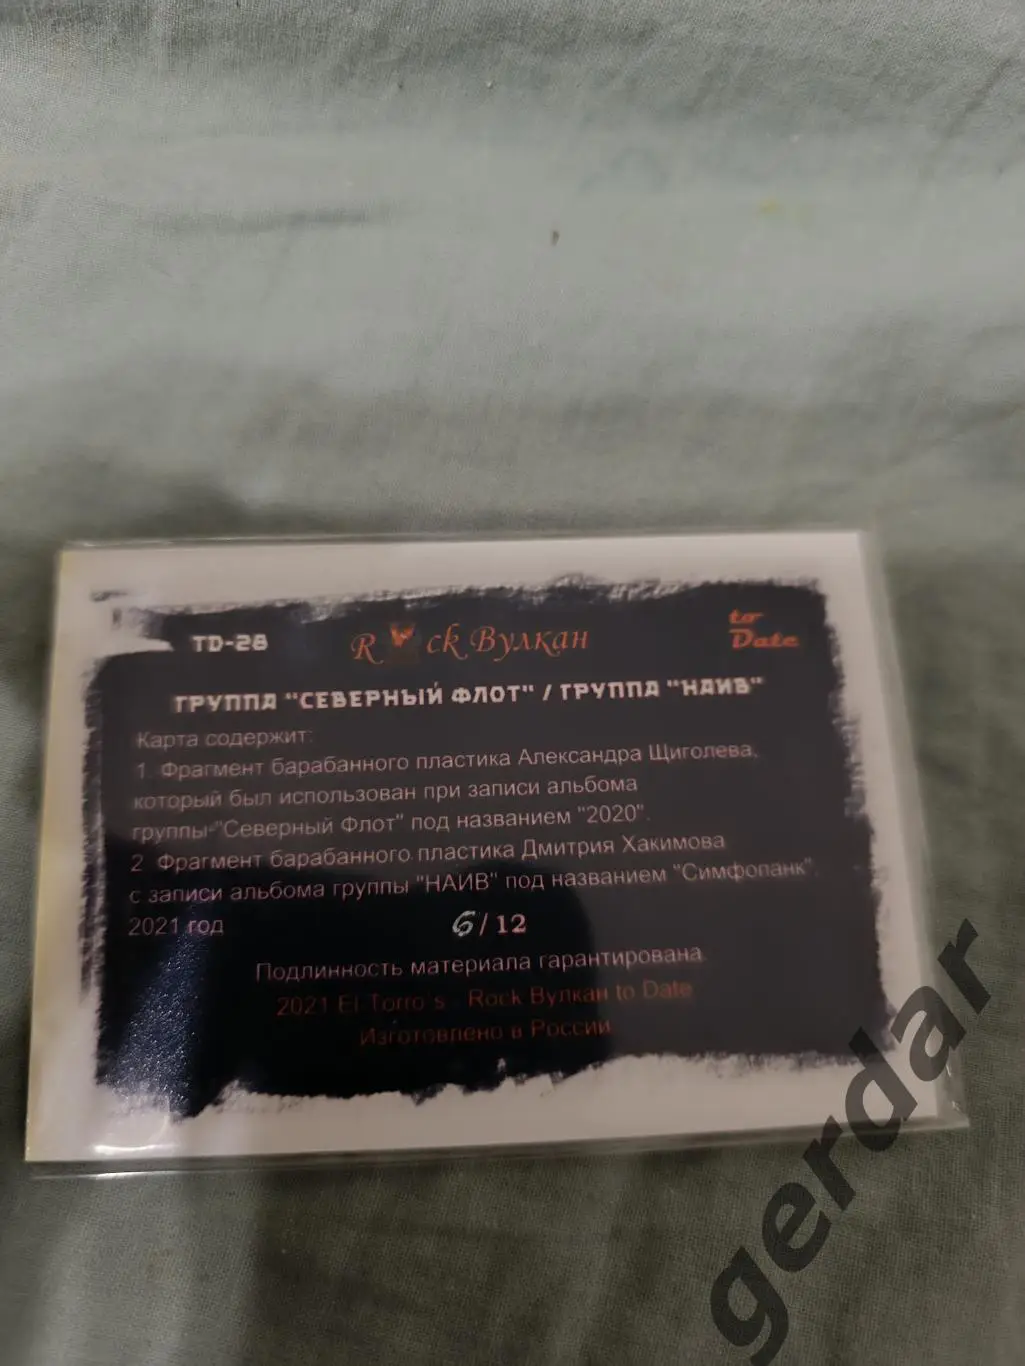 TD-28 Rock Вулкан to Date
ГРУППА "СЕВЕРНЫЙ ФЛОТ" / ГРУППА "НАИВ"
Карта содержит:
1 Фрагмент барабанного пластика Александра Щиголева,
который был использован при записи альбома
группы "Северный Флот" под названием "2020".
2 Фрагмент барабанного пластика Дмитрия Хакимова
с записи альбома группы "НАИВ" под названием "Симфопанк".
2021 год 6/12
Подлинность материала гарантирована
2021 El Torro`s Rock Вулкан to Date
Изготовлено в России
gerdar